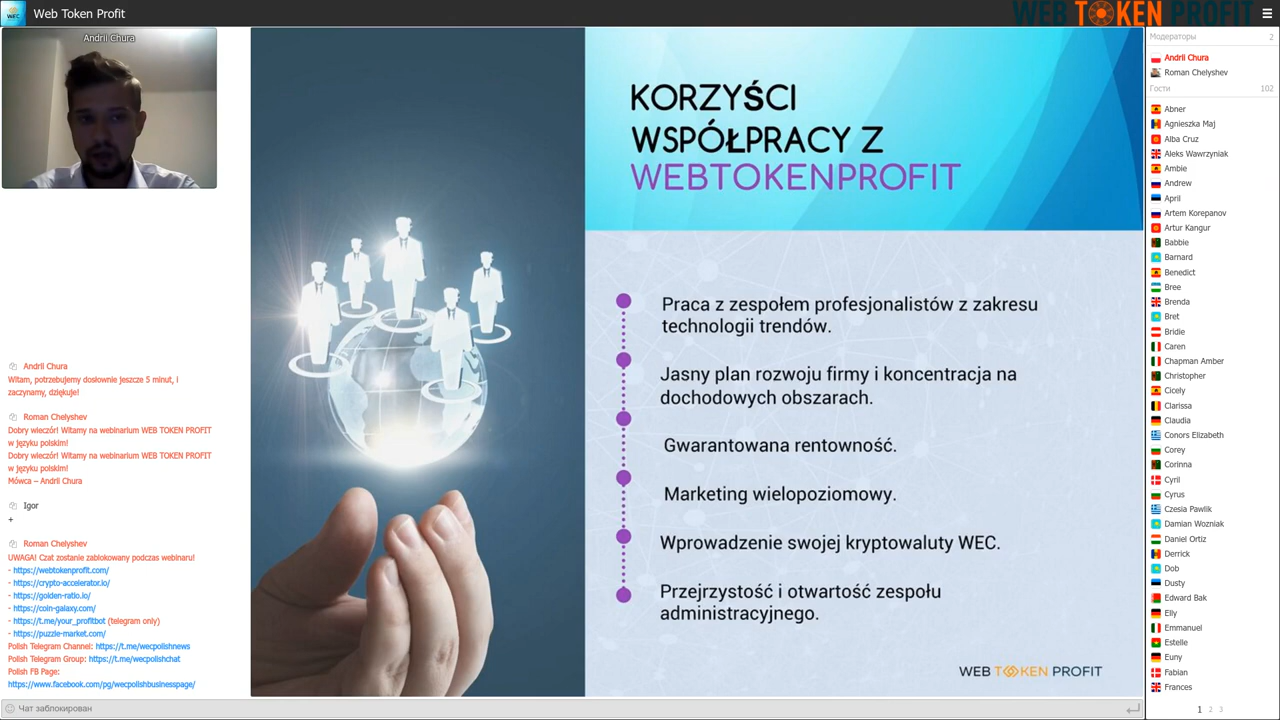 Web Token Profit
WEB TOKEN PROFIT
Andrii Chura
KORZYŚCI
WSPÓŁPRACY Z
WEBTOKENPROFIT
Praca z zespołem profesjonalistów z zakresu
technologii trendów.
Jasny plan rozwoju firmy i koncentracja na
dochodowych obszarach.
Gwarantowana rentowność.
Marketing wielopoziomowy.
Wprowadzenie swojej kryptowaluty WEC.
Przejrzystość i otwartość zespołu
administracyjnego.
WEB TOKEN PROFIT
Andrii Chura
Witam, potrzebujemy dosłownie jeszcze 5 minut, i
zaczynamy, dziękuje!
Roman Chelyshev
Dobry wieczór! Witamy na webinarium WEB TOKEN PROFIT
w języku polskim!
Dobry wieczór! Witamy na webinarium WEB TOKEN PROFIT
w języku polskim!
Mówca – Andrii Chura
Igor
+
Roman Chelyshev
UWAGA! Czat zostanie zablokowany podczas webinaru!
- https://webtokenprofit.com/
- https://crypto-accelerator.io/
- https://golden-ratio.io/
- https://coin-galaxy.com/
- https://t.me/your_profitbot (telegram only)
- https://puzzle-market.com/
Polish Telegram Channel: https://t.me/wecpolishnews
Polish Telegram Group: https://t.me/wecpolishchat
Polish FB Page:
https://www.facebook.com/pg/wecpolishbusinesspage/
Чат заблокирован
Модераторы 2
Andrii Chura
Roman Chelyshev
Гости 102
Abner
Agnieszka Maj
Alba Cruz
Aleks Wawrzyniak
Ambie
Andrew
April
Artem Korepanov
Artur Kangur
Babbie
Barnard
Benedict
Bree
Brenda
Bret
Bridie
Caren
Chapman Amber
Christopher
Cicely
Clarissa
Claudia
Conors Elizabeth
Corey
Corinna
Cyril
Cyrus
Czesia Pawlik
Damian Wozniak
Daniel Ortiz
Derrick
Dob
Dusty
Edward Bak
Elly
Emmanuel
Estelle
Euny
Fabian
Frances
1 2 3